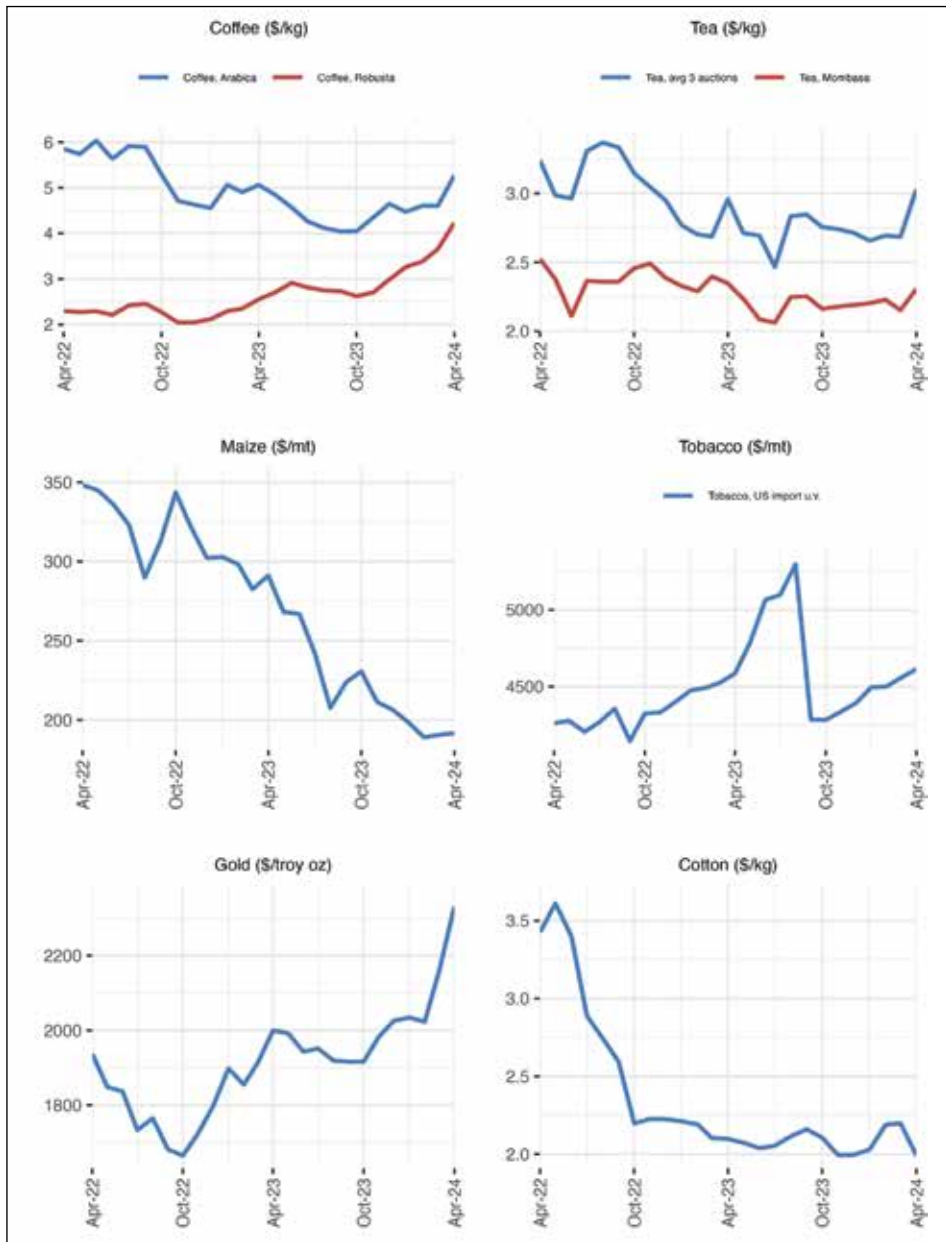 Coffee ($/kg)
Coffee, Arabica Coffee, Robusta
6
5
4
3
2
Apr-22 Oct-22 Apr-23 Oct-23 Apr-24
Tea ($/kg)
Tea, avg 3 auctions Tea, Mombasa
3.0
2.5
2.0
Apr-22 Oct-22 Apr-23 Oct-23 Apr-24
Maize ($/mt)
350
300
250
200
Apr-22 Oct-22 Apr-23 Oct-23 Apr-24
Tobacco ($/mt)
Tobacco, US import u.v.
5000
4500
Apr-22 Oct-22 Apr-23 Oct-23 Apr-24
Gold ($/troy oz)
2200
2000
1800
Apr-22 Oct-22 Apr-23 Oct-23 Apr-24
Cotton ($/kg)
3.5
3.0
2.5
2.0
Apr-22 Oct-22 Apr-23 Oct-23 Apr-24